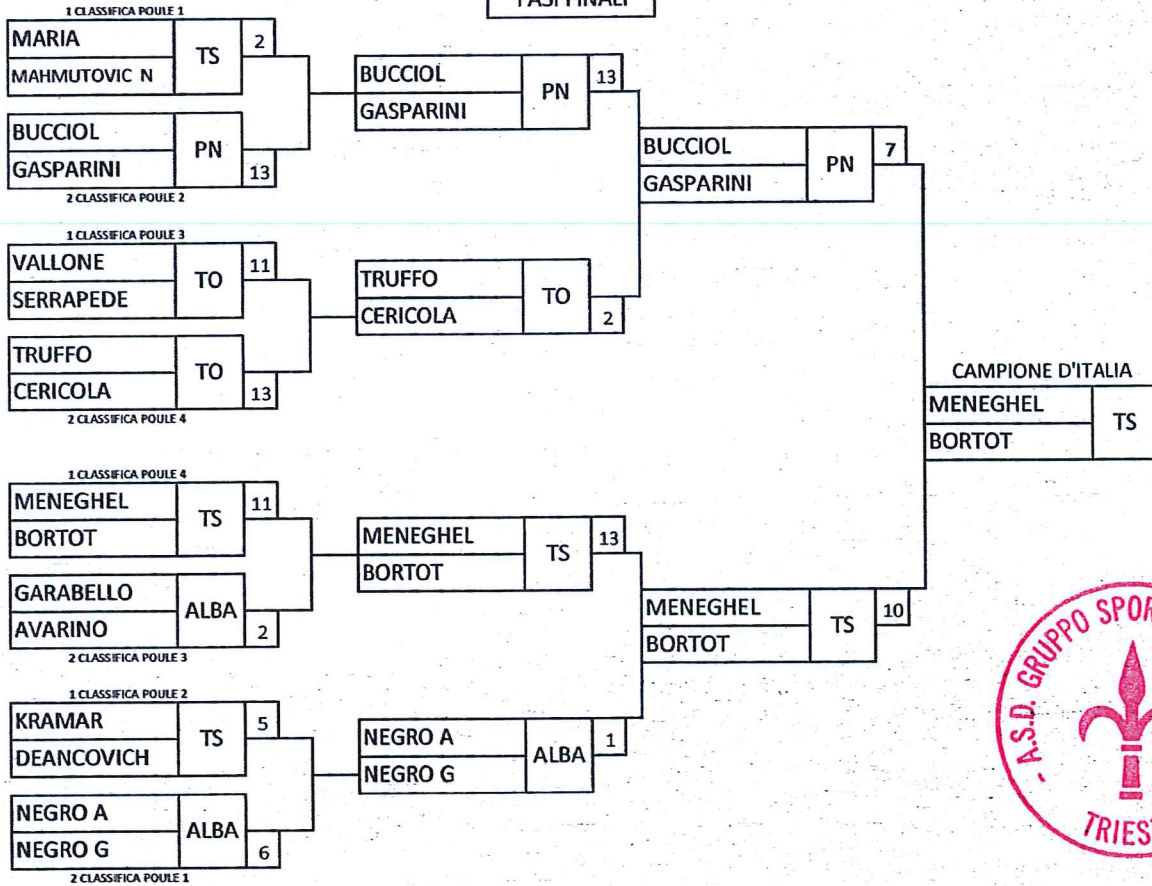 FASI FINALI
1 CLASSIFICA POULE 1
MARIA
MAHMUTOVIC N
TS
2
BUCCIOL
GASPARINI
PN
13
2 CLASSIFICA POULE 2
1 CLASSIFICA POULE 3
VALLONE
SERRAPEDE
TO
11
TRUFFO
CERICOLA
TO
13
2 CLASSIFICA POULE 4
1 CLASSIFICA POULE 4
MENEGHEL
BORTOT
TS
11
GARABELLO
AVARINO
ALBA
2
2 CLASSIFICA POULE 3
1 CLASSIFICA POULE 2
KRAMAR
DEANCOVICH
TS
5
NEGRO A
NEGRO G
ALBA
6
2 CLASSIFICA POULE 1
BUCCIOL
GASPARINI
PN
13
TRUFFO
CERICOLA
TO
2
MENEGHEL
BORTOT
TS
13
NEGRO A
NEGRO G
ALBA
1
BUCCIOL
GASPARINI
PN
7
MENEGHEL
BORTOT
TS
10
CAMPIONE D'ITALIA
MENEGHEL
BORTOT
TS
- A.S.D. GRUPPO SPOR
TRIES